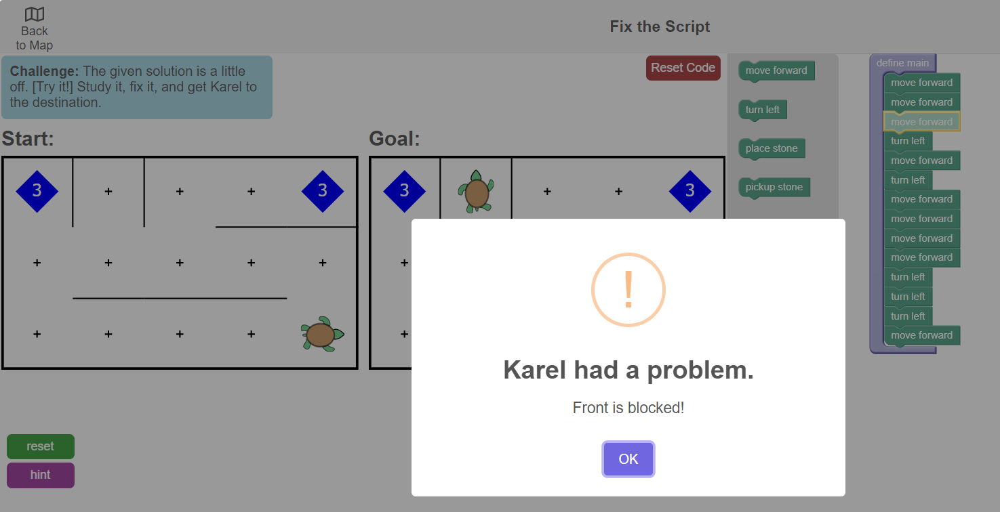 Back
to Map
Fix the Script
Challenge: The given solution is a little
off. [Try it!] Study it, fix it, and get Karel to
the destination.
Reset Code
Start:
Goal:
3
+
+
+
3
+
+
+
+
+
+
+
+
+
3
+
+
3
+
+
move forward
turn left
place stone
pickup stone
define main
move forward
move forward
move forward
turn left
move forward
turn left
move forward
move forward
move forward
move forward
turn left
turn left
turn left
move forward
!
Karel had a problem.
Front is blocked!
OK
reset
hint